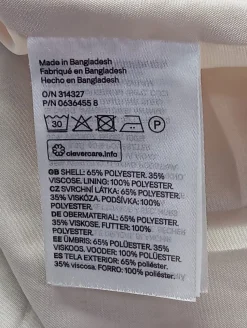 Made in Bangladesh
Fabriqué en Bangladesh
Hecho en Bangladesh
O/N 314327
P/N 0636455 8
30
P
clevercare.info
GB SHELL: 65% POLYESTER. 35%
VISCOSE. LINING: 100% POLYESTER.
CZ SVRCHNÍ LÁTKA: 65% POLYESTER.
35% VISKÓZA. PODŠÍVKA: 100%
POLYESTER.
DE OBERMATERIAL: 65% POLYESTER.
35% VISKOSE. FUTTER: 100%
POLYESTER.
EE ÜMBRIS: 65% POLÜESTER. 35%
VISKOOS. VOODER: 100% POLÜESTER.
ES TELA EXTERIOR: 65% poliéster.
35% viscosa. FORRO: 100% poliéster.